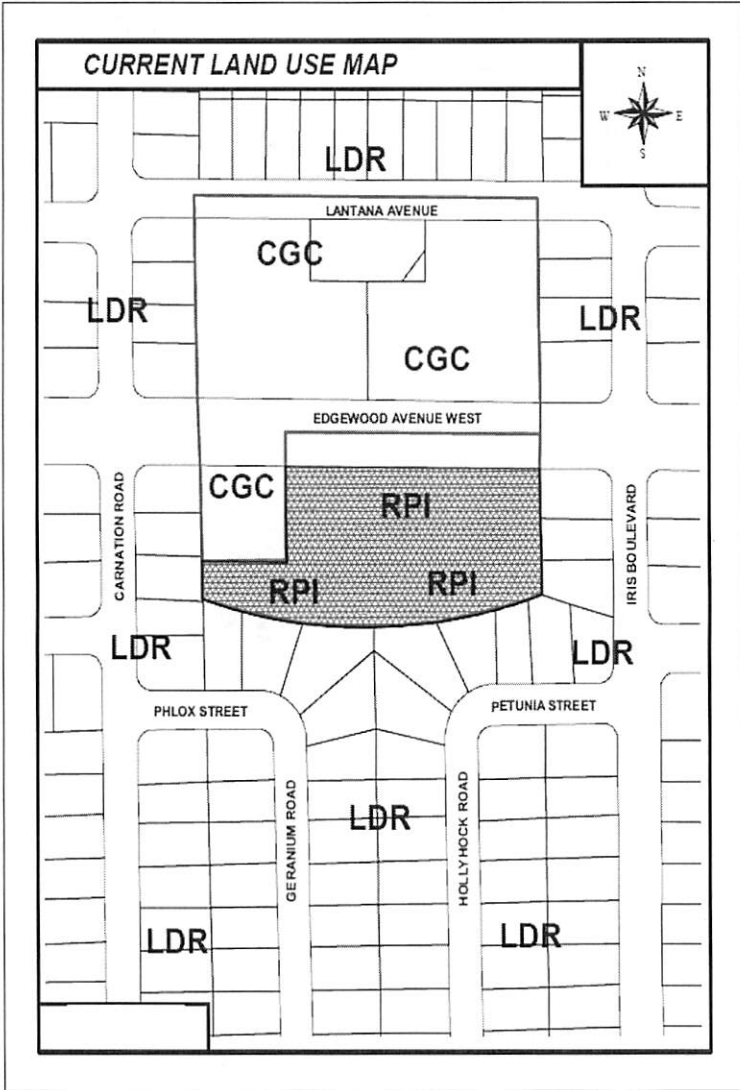 CURRENT LAND USE MAP
N
W E
S
LDR
LANTANA AVENUE
CGC
LDR
LDR
CGC
EDGEWOOD AVENUE WEST
CGC
RPI
CARNATION ROAD
IRIS BOULEVARD
RPI
RPI
LDR
LDR
PHLOX STREET
PETUNIA STREET
GERANIUM ROAD
HOLLYHOCK ROAD
LDR
LDR
LDR